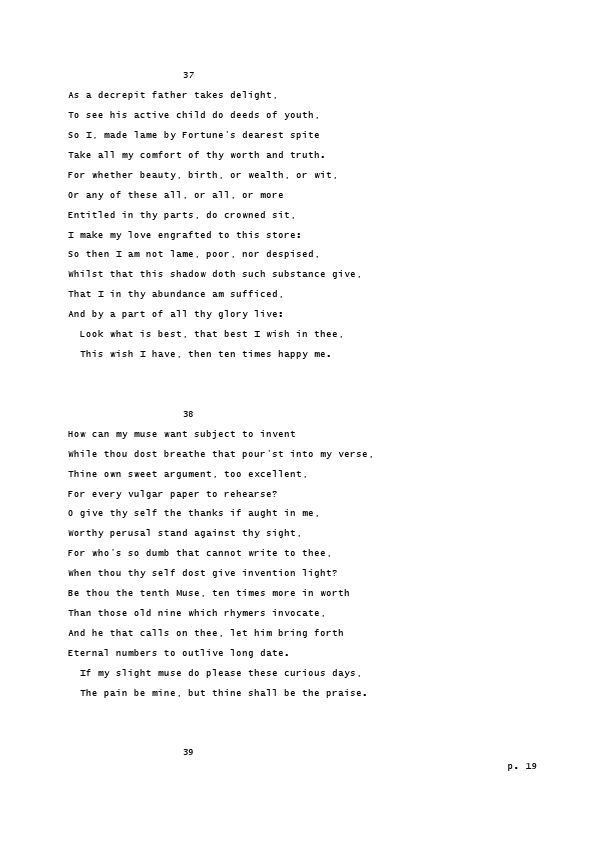 37
As a decrepit father takes delight,
To see his active child do deeds of youth,
So I, made lame by Fortune's dearest spite
Take all my comfort of thy worth and truth.
For whether beauty, birth, or wealth, or wit,
Or any of these all, or all, or more
Entitled in thy parts, do crowned sit,
I make my love engrafted to this store:
So then I am not lame, poor, nor despised,
Whilst that this shadow doth such substance give,
That I in thy abundance am sufficed,
And by a part of all thy glory live:
  Look what is best, that best I wish in thee,
  This wish I have, then ten times happy me.
38
How can my muse want subject to invent
While thou dost breathe that pour'st into my verse,
Thine own sweet argument, too excellent,
For every vulgar paper to rehearse?
O give thy self the thanks if aught in me,
Worthy perusal stand against thy sight,
For who's so dumb that cannot write to thee,
When thou thy self dost give invention light?
Be thou the tenth Muse, ten times more in worth
Than those old nine which rhymers invocate,
And he that calls on thee, let him bring forth
Eternal numbers to outlive long date.
  If my slight muse do please these curious days,
  The pain be mine, but thine shall be the praise.
39
p. 19